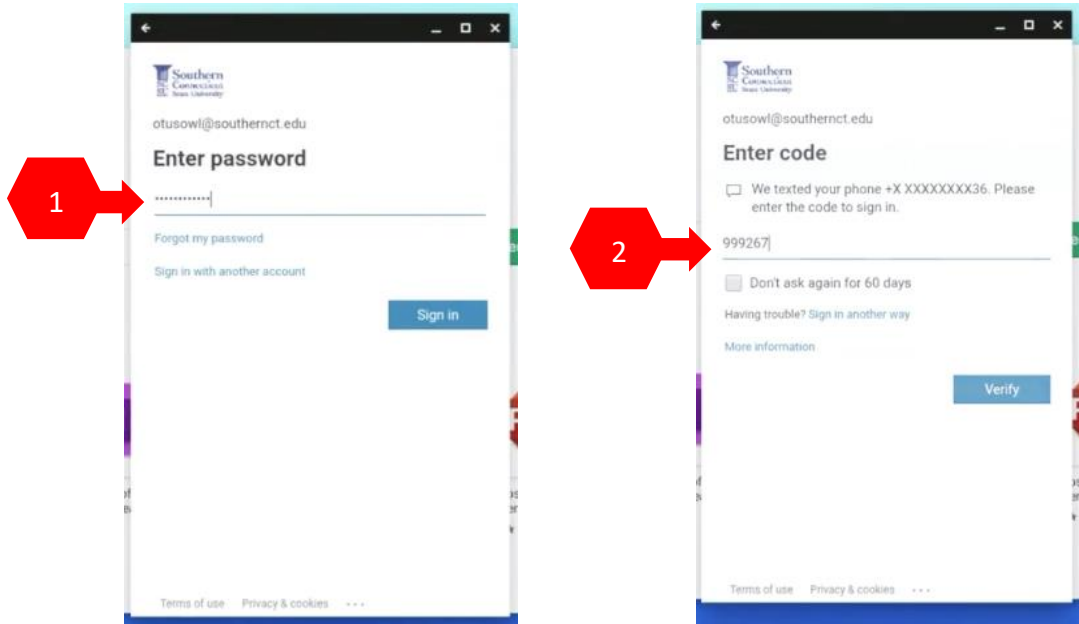 Southern
Connecticut
State University
otusowl@southernct.edu
Enter password
1
••••••••••••
Forgot my password
Sign in with another account
Sign in
Terms of use Privacy & cookies ...
Southern
Connecticut
State University
otusowl@southernct.edu
Enter code
We texted your phone +X XXXXXXXX36. Please
enter the code to sign in.
2
999267
Don't ask again for 60 days
Having trouble? Sign in another way
More information
Verify
Terms of use Privacy & cookies ...